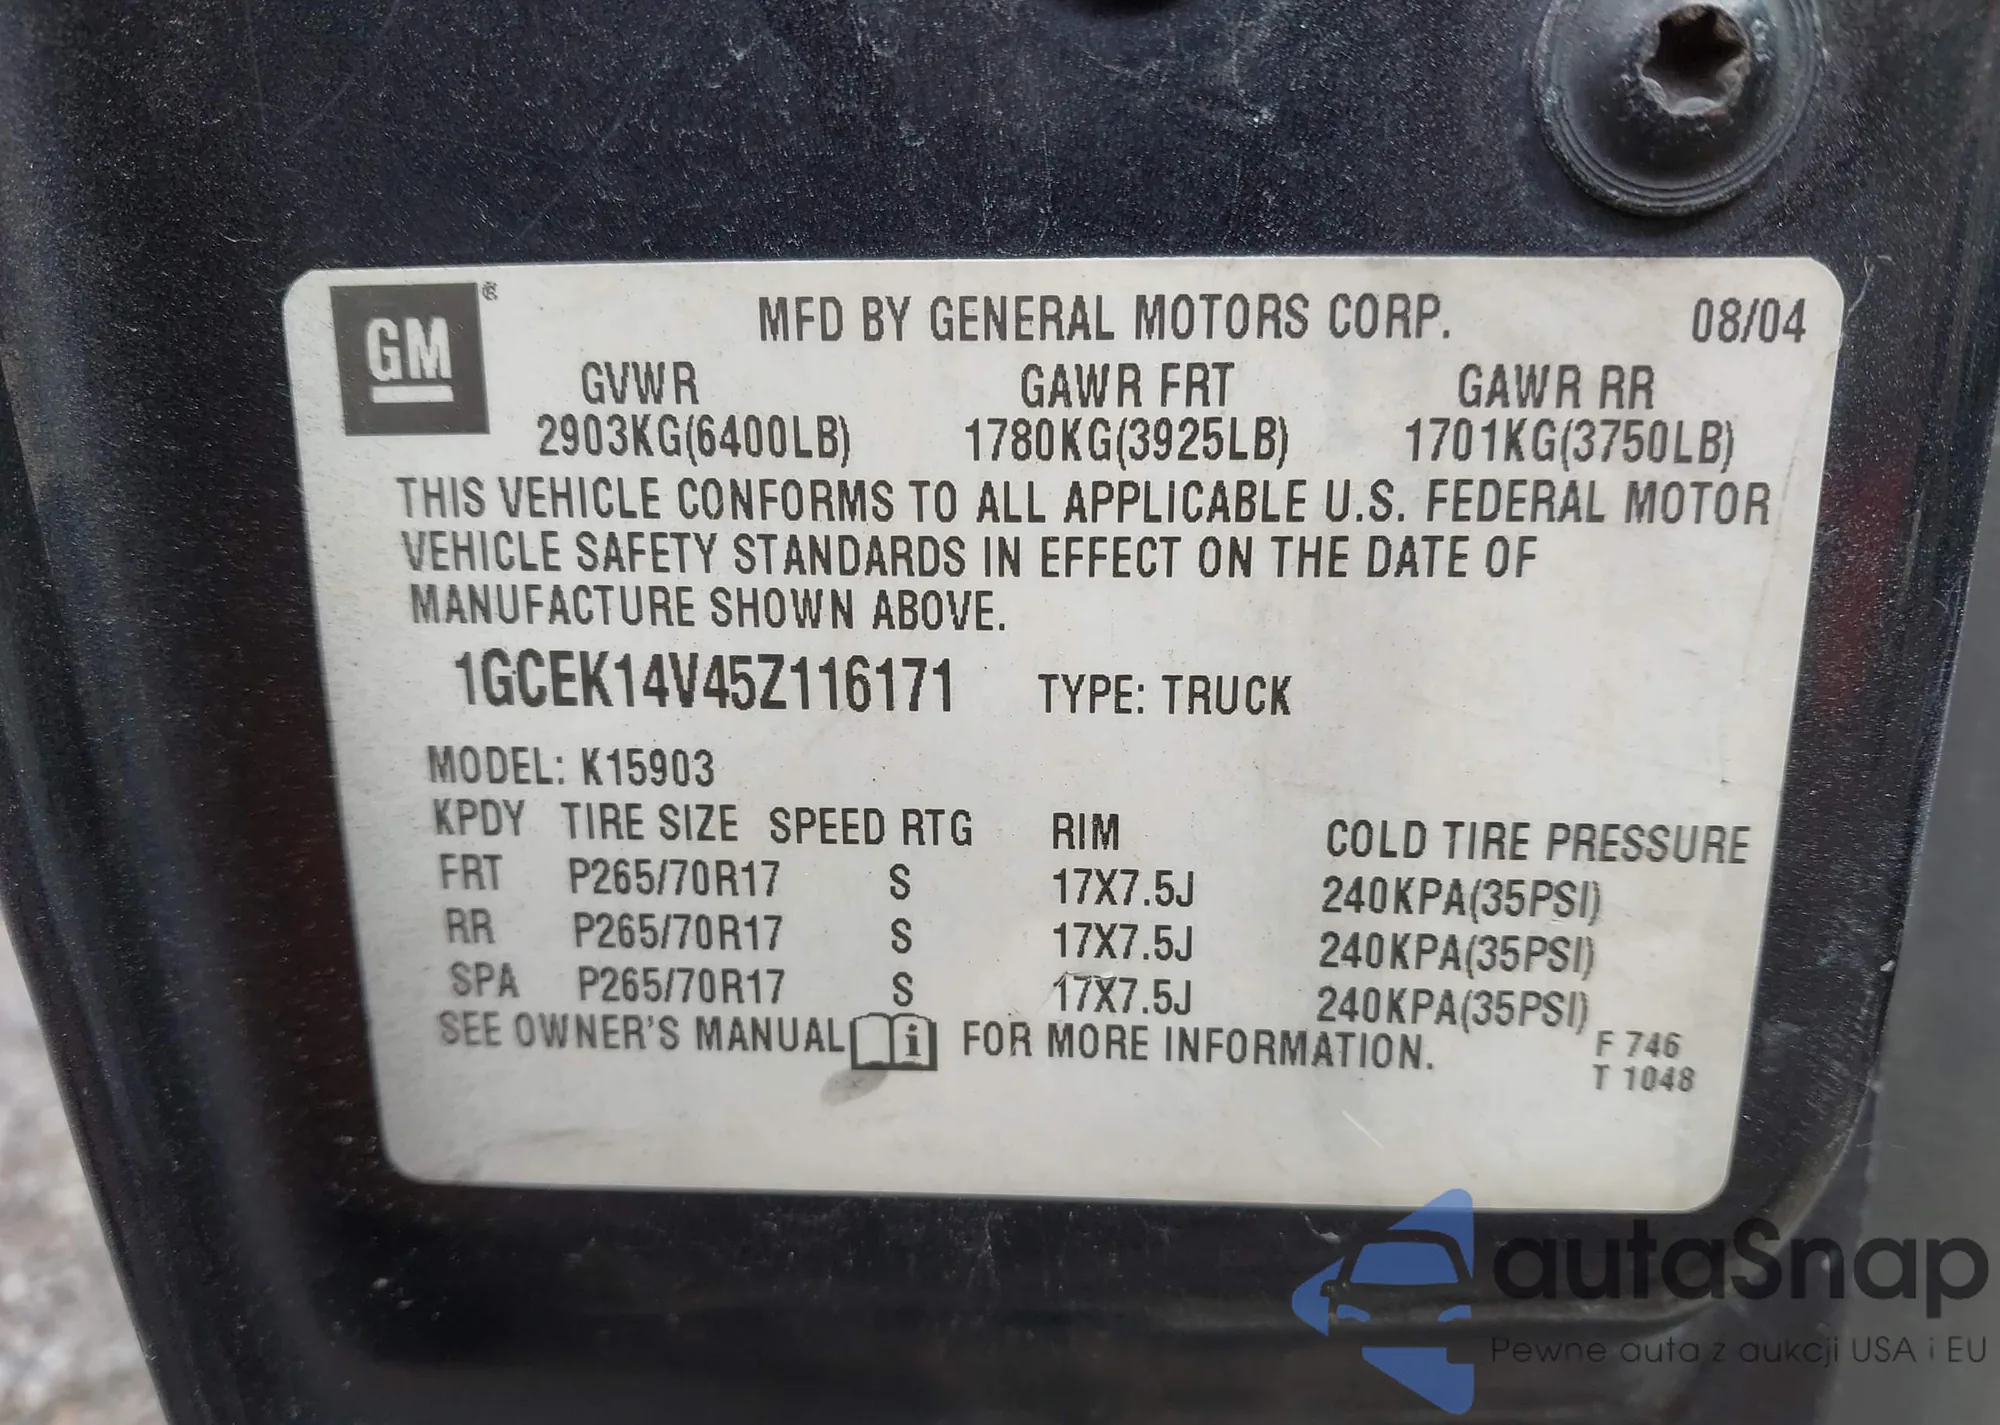 GM
MFD BY GENERAL MOTORS CORP. 08/04
GVWR GAWR FRT GAWR RR
2903KG(6400LB) 1780KG(3925LB) 1701KG(3750LB)
THIS VEHICLE CONFORMS TO ALL APPLICABLE U.S. FEDERAL MOTOR
VEHICLE SAFETY STANDARDS IN EFFECT ON THE DATE OF
MANUFACTURE SHOWN ABOVE.
1GCEK14V45Z116171 TYPE: TRUCK
MODEL: K15903
KPDY TIRE SIZE SPEED RTG RIM COLD TIRE PRESSURE
FRT P265/70R17 S 17X7.5J 240KPA(35PSI)
RR P265/70R17 S 17X7.5J 240KPA(35PSI)
SPA P265/70R17 S 17X7.5J 240KPA(35PSI)
SEE OWNER'S MANUAL i FOR MORE INFORMATION.
F 746
T 1048
autaSnap
Pewne auta z aukcji USA i EU